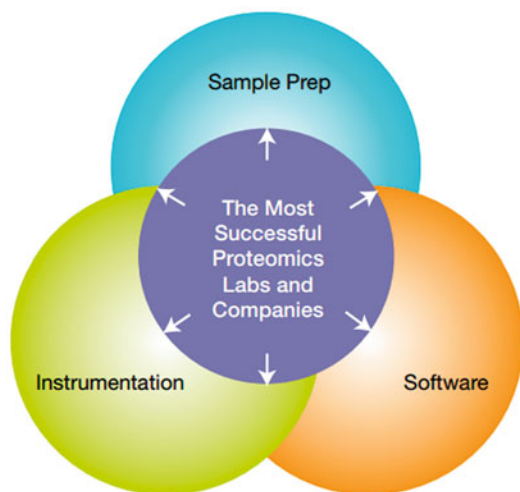 Sample Prep
The Most
Successful
Proteomics
Labs and
Companies
Instrumentation
Software